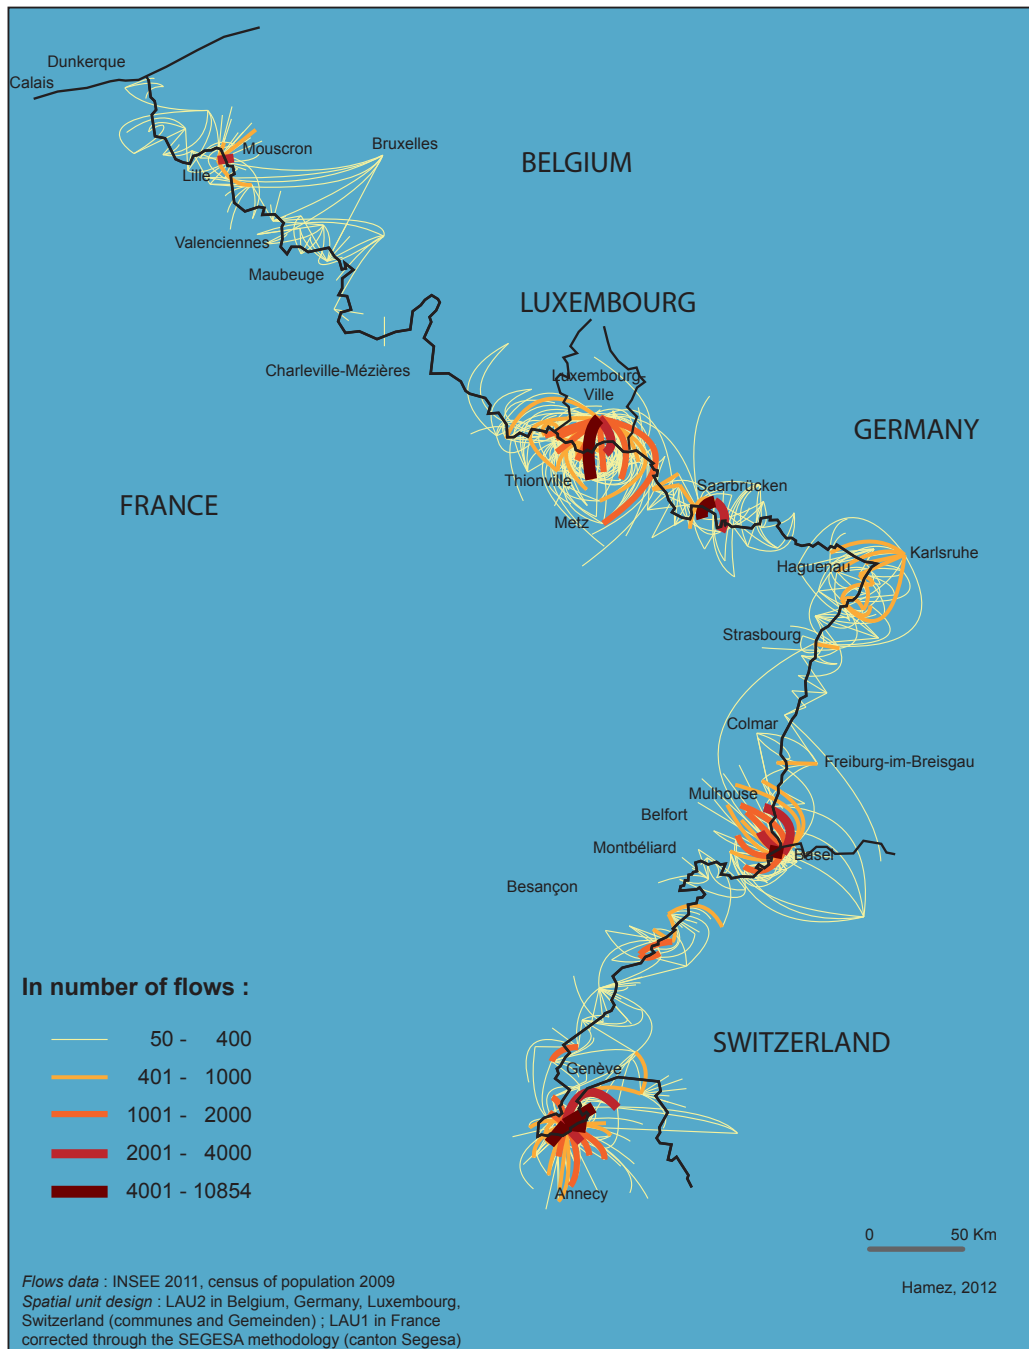 Dunkerque
Calais
Mouscron
Bruxelles
BELGIUM
Lille
Valenciennes
Maubeuge
LUXEMBOURG
Charleville-Mézières
Luxembourg-
Ville
GERMANY
Thionville
Saarbrücken
FRANCE
Metz
Karlsruhe
Haguenau
Strasbourg
Colmar
Freiburg-im-Breisgau
Mulhouse
Belfort
Montbéliard
Basel
Besançon
In number of flows :
50 - 400
401 - 1000
1001 - 2000
2001 - 4000
4001 - 10854
SWITZERLAND
Genève
Annecy
0 50 Km
Hamez, 2012
Flows data : INSEE 2011, census of population 2009
Spatial unit design : LAU2 in Belgium, Germany, Luxembourg,
Switzerland (communes and Gemeinden) ; LAU1 in France
corrected through the SEGESA methodology (canton Segesa)